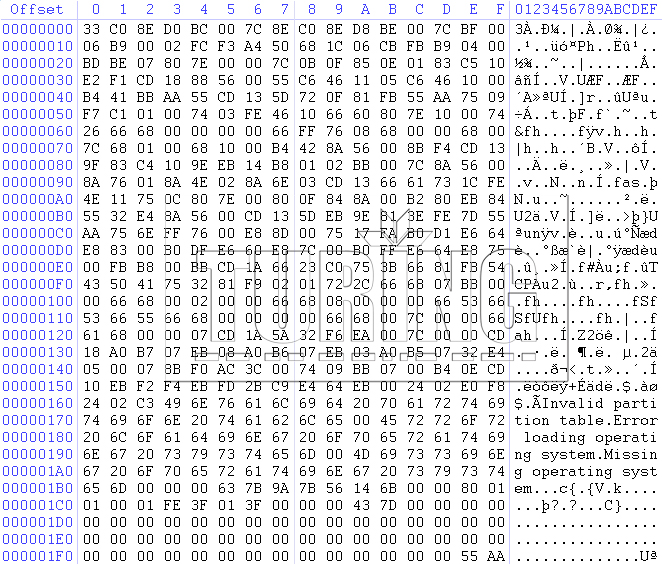 Offset 0 1 2 3 4 5 6 7 8 9 A B C D E F 0123456789ABCDEF
00000000 33 C0 8E D0 BC 00 7C 8E C0 8E D8 BE 00 7C BF 00 3À.Ð¼.|.À.Ø¾.|¿.
00000010 06 B9 00 02 FC F3 A4 50 68 1C 06 CB FB B9 04 00 .¹..üó¤Ph..Ëû¹..
00000020 BD BE 07 80 7E 00 00 7C 0B 0F 85 0E 01 83 C5 10 ½¾..~..|......Å.
00000030 E2 F1 CD 18 88 56 00 55 C6 46 11 05 C6 46 10 00 âñÍ..V.UÆF..ÆF..
00000040 B4 41 BB AA 55 CD 13 5D 72 0F 81 FB 55 AA 75 09 ´A»ªUÍ.]r..ûUªu.
00000050 F7 C1 01 00 74 03 FE 46 10 66 60 80 7E 10 00 74 ÷Á..t.þF.f`.~..t
00000060 26 66 68 00 00 00 00 66 FF 76 08 68 00 00 68 00 &fh....fÿv.h..h.
00000070 7C 68 01 00 68 10 00 B4 42 8A 56 00 8B F4 CD 13 |h..h..´B.V..ôÍ.
00000080 9F 83 C4 10 9E EB 14 B8 01 02 BB 00 7C 8A 56 00 ..Ä..ë.¸..».|.V.
00000090 8A 76 01 8A 4E 02 8A 6E 03 CD 13 66 61 73 1C FE .v..N..n.Í.fas.þ
000000A0 4E 11 75 0C 80 7E 00 80 0F 84 8A 00 B2 80 EB 84 N.u..~......².ë.
000000B0 55 32 E4 8A 56 00 CD 13 5D EB 9E 81 3E FE 7D 55 U2ä.V.Í.]ë..>þ}U
000000C0 AA 75 6E FF 76 00 E8 8D 00 75 17 FA B0 D1 E6 64 ªunÿv.è..u.ú°Ñæd
000000D0 E8 83 00 B0 DF E6 60 E8 7C 00 B0 FF E6 64 E8 75 è..°ßæ`è|.°ÿædèu
000000E0 00 FB B8 00 BB CD 1A 66 23 C0 75 3B 66 81 FB 54 .û¸.»Í.f#Àu;f.ûT
000000F0 43 50 41 75 32 81 F9 02 01 72 2C 66 68 07 BB 00 CPAu2.ù..r,fh.».
00000100 00 66 68 00 02 00 00 66 68 08 00 00 00 66 53 66 .fh....fh....fSf
00000110 53 66 55 66 68 00 00 00 00 66 68 00 7C 00 00 66 SfUfh....fh.|..f
00000120 61 68 00 00 07 CD 1A 5A 32 F6 EA 00 7C 00 00 CD ah...Í.Z2öê.|..Í
00000130 18 A0 B7 07 EB 08 A0 B6 07 EB 03 A0 B5 07 32 E4 . ·.ë. ¶.ë. µ.2ä
00000140 05 00 07 8B F0 AC 3C 00 74 09 BB 07 00 B4 0E CD ....ð¬<.t.»..´.Í
00000150 10 EB F2 F4 EB FD 2B C9 E4 64 EB 00 24 02 E0 F8 .ëòôëý+Éädë.$.àø
00000160 24 02 C3 49 6E 76 61 6C 69 64 20 70 61 72 74 69 $.ÃInvalid parti
00000170 74 69 6F 6E 20 74 61 62 6C 65 00 45 72 72 6F 72 tion table.Error
00000180 20 6C 6F 61 64 69 6E 67 20 6F 70 65 72 61 74 69 loading operati
00000190 6E 67 20 73 79 73 74 65 6D 00 4D 69 73 73 69 6E ng system.Missin
000001A0 67 20 6F 70 65 72 61 74 69 6E 67 20 73 79 73 74 g operating syst
000001B0 65 6D 00 00 00 63 7B 9A 7B 56 14 6B 00 00 80 01 em...c{.{V.k....
000001C0 01 00 01 FE 3F 01 3F 00 00 00 43 7D 00 00 00 00 ...þ?.?...C}....
000001D0 00 00 00 00 00 00 00 00 00 00 00 00 00 00 00 00 ................
000001E0 00 00 00 00 00 00 00 00 00 00 00 00 00 00 00 00 ................
000001F0 00 00 00 00 00 00 00 00 00 00 00 00 00 00 55 AA ..............Uª
TURING